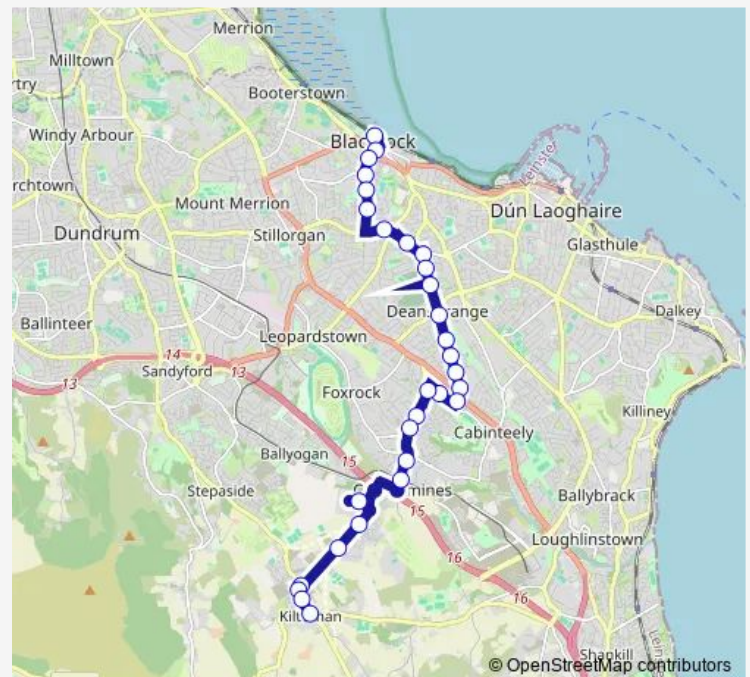 Merrion
Milltown
try
Booterstown
Windy Arbour
rchtown
Mount Merrion
Dún Laoghaire
Dundrum
Stillorgan
Glasthule
Ballinteer
Dalkey
Leopardstown
14
13
Sandyford
13
Foxrock
Killiney
Cabinteely
Ballyogan
15
Stepaside
Ballybrack
15
Loughlinstown
16
16
Shankill
© OpenStreetMap contributors